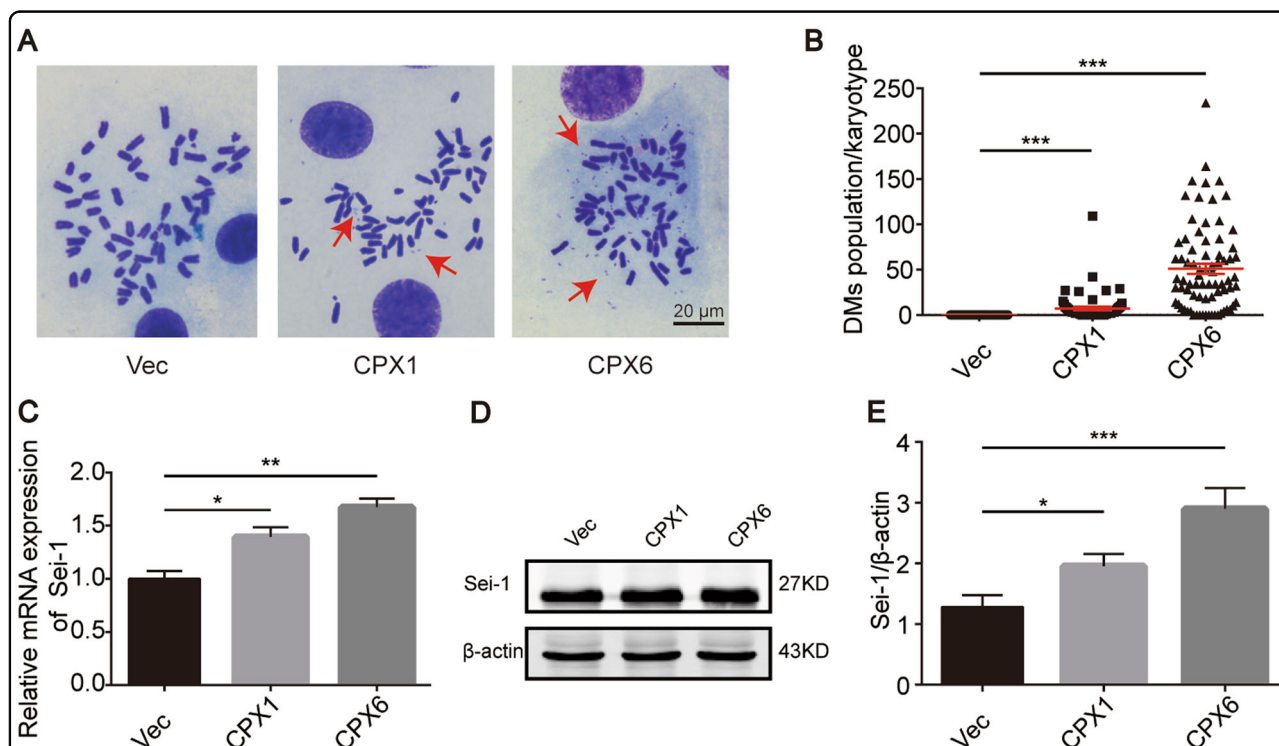 A
20 μm
Vec
CPX1
CPX6
B
***
***
DMs population/karyotype
250
200
150
100
50
0
Vec
CPX1
CPX6
C
Relative mRNA expression
of Sei-1
2.0
1.5
1.0
0.5
0.0
**
*
Vec
CPX1
CPX6
D
Vec
CPX1
CPX6
Sei-1
27KD
β-actin
43KD
E
Sei-1/β-actin
4
3
2
1
0
***
*
Vec
CPX1
CPX6